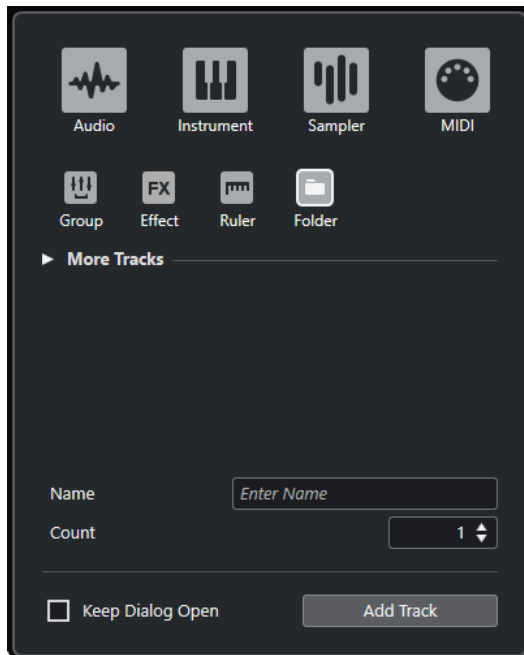 Audio Instrument Sampler MIDI
FX
Group Effect Ruler Folder
More Tracks
Name Enter Name
Count 1
Keep Dialog Open Add Track